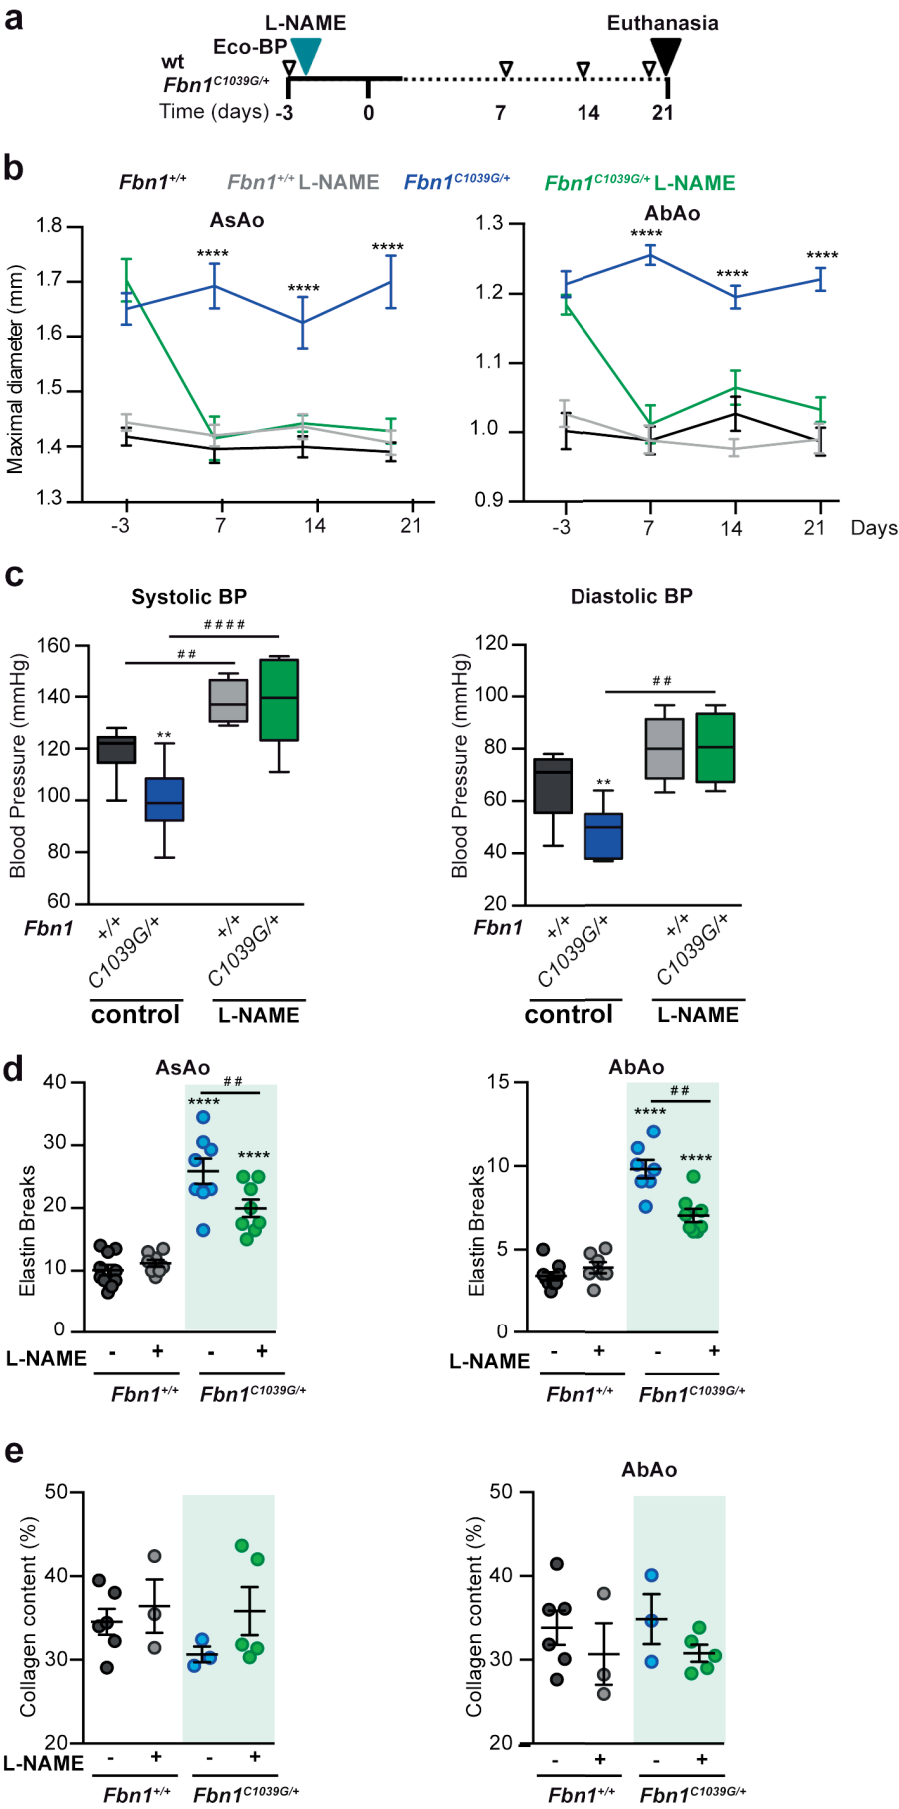 a
L-NAME Euthanasia
Eco-BP
wt
Fbn1C1039G/+
Time (days) -3 0 7 14 21
b
Fbn1+/+ Fbn1+/+ L-NAME Fbn1C1039G/+ Fbn1C1039G/+ L-NAME
AsAo
Maximal diameter (mm)
1.8
1.7
1.6
1.5
1.4
1.3
**** **** ****
-3 7 14 21
AbAo
1.3
1.2
1.1
1.0
0.9
**** **** ****
-3 7 14 21 Days
c
Systolic BP
Blood Pressure (mmHg)
160
140
120
100
80
60
####
##
**
Fbn1 +/+ C1039G/+ +/+ C1039G/+
control L-NAME
Diastolic BP
Blood Pressure (mmHg)
120
100
80
60
40
20
##
**
Fbn1 +/+ C1039G/+ +/+ C1039G/+
control L-NAME
d
AsAo
Elastin Breaks
40
30
20
10
0
##
****
****
L-NAME - + - +
Fbn1+/+ Fbn1C1039G/+
AbAo
Elastin Breaks
15
10
5
0
##
****
****
L-NAME - + - +
Fbn1+/+ Fbn1C1039G/+
e
Collagen content (%)
50
40
30
20
L-NAME - + - +
Fbn1+/+ Fbn1C1039G/+
AbAo
Collagen content (%)
50
40
30
20
- + - +
Fbn1+/+ Fbn1C1039G/+